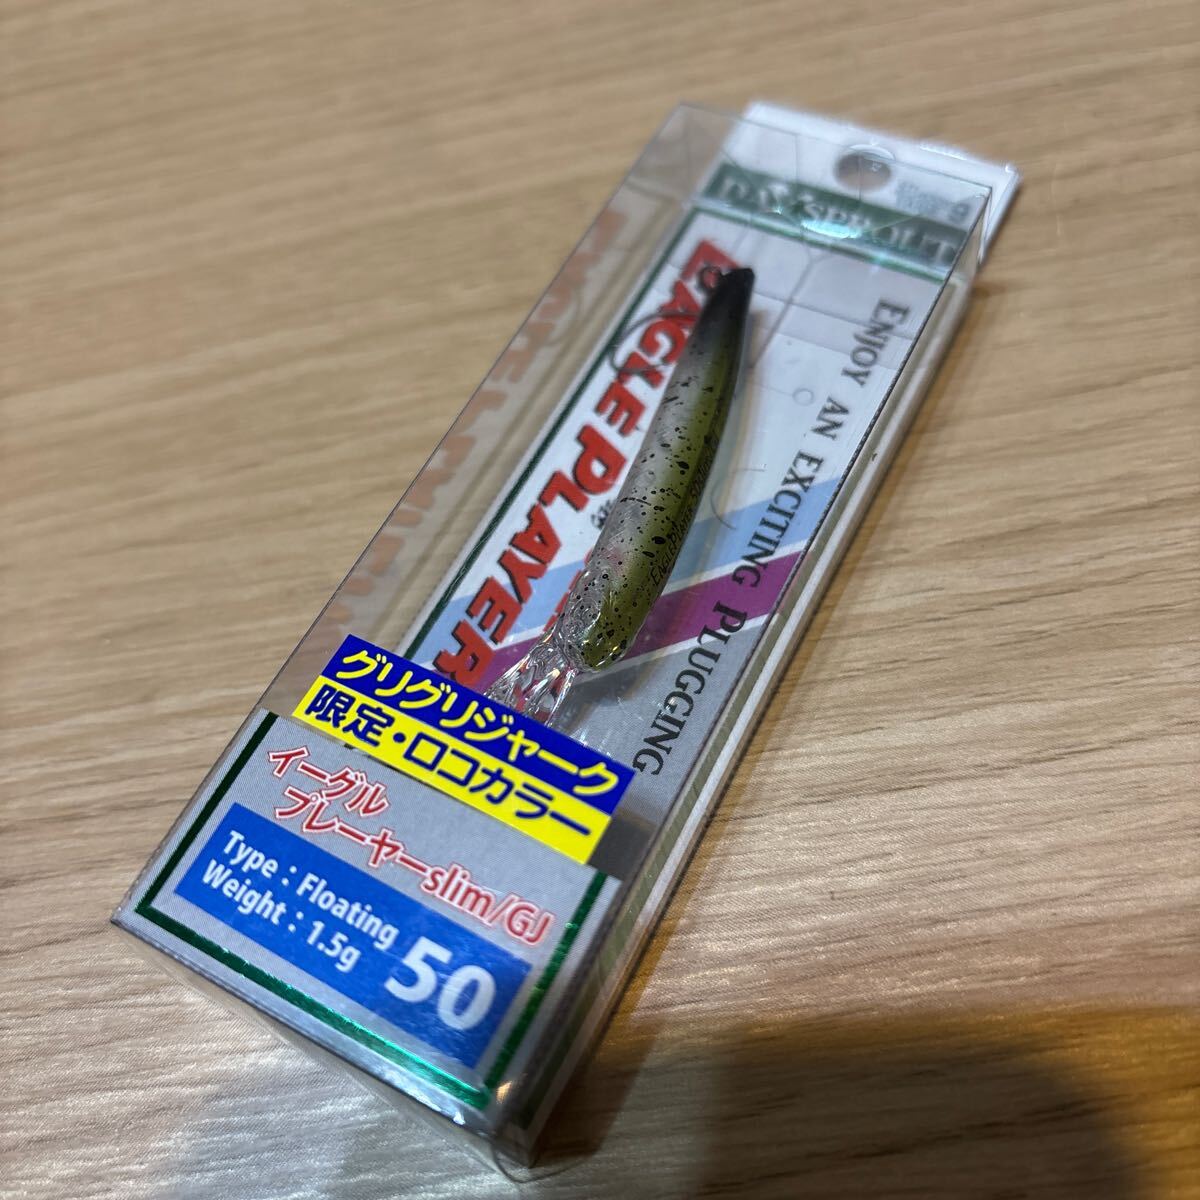 DAYSPROUT
EAGLE PLAYER
ENJOY AN EXCITING PLUGGING
グリグリジャーク
限定・ロコカラー
イーグル
プレーヤーslim/GJ
Type : Floating
Weight : 1.5g
50